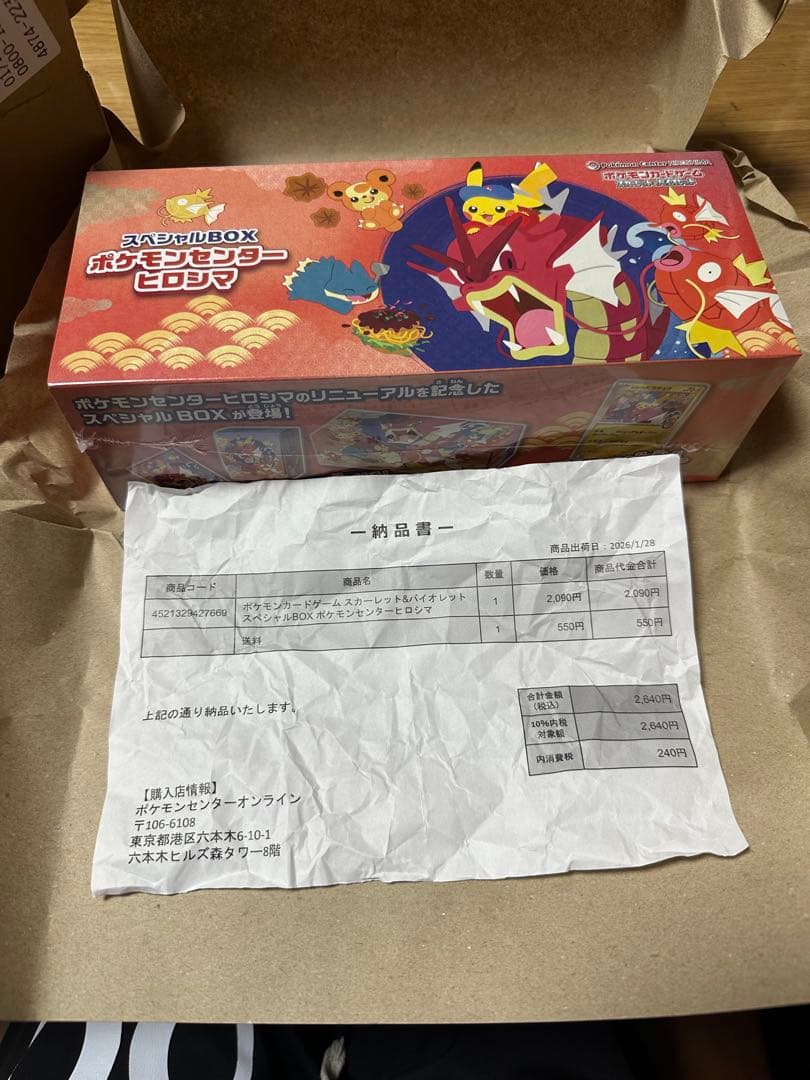 4874-223
0800-1
017
Pokémon Center HIROSHIMA
ポケモンカードゲーム
スペシャルBOX
ポケモンセンター
ヒロシマ
ポケモンセンターヒロシマのリニューアルを記念した
スペシャルBOXが登場!
ー納品書ー
商品出荷日:2026/1/28
商品コード 商品名 数量 価格 商品代金合計
4521329427669 ポケモンカードゲーム スカーレット&バイオレット 1 2,090円 2,090円
スペシャルBOX ポケモンセンターヒロシマ
送料 1 550円 550円
上記の通り納品いたします。
合計金額 2,640円
(税込)
10%内税 2,640円
対象額
内消費税 240円
【購入店情報】
ポケモンセンターオンライン
〒106-6108
東京都港区六本木6-10-1
六本木ヒルズ森タワー8階